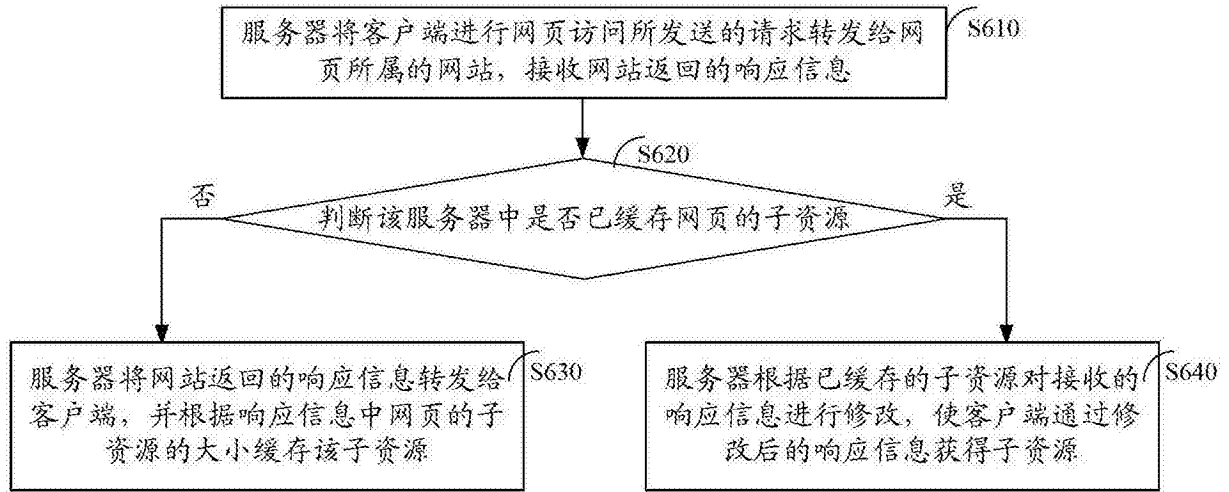 服务器将客户端进行网页访问所发送的请求转发给网
页所属的网站，接收网站返回的响应信息
S610
S620
判断该服务器中是否已缓存网页的子资源
否
是
服务器将网站返回的响应信息转发给
客户端，并根据响应信息中网页的子
资源的大小缓存该子资源
S630
服务器根据已缓存的子资源对接收的
响应信息进行修改，使客户端通过修
改后的响应信息获得子资源
S640